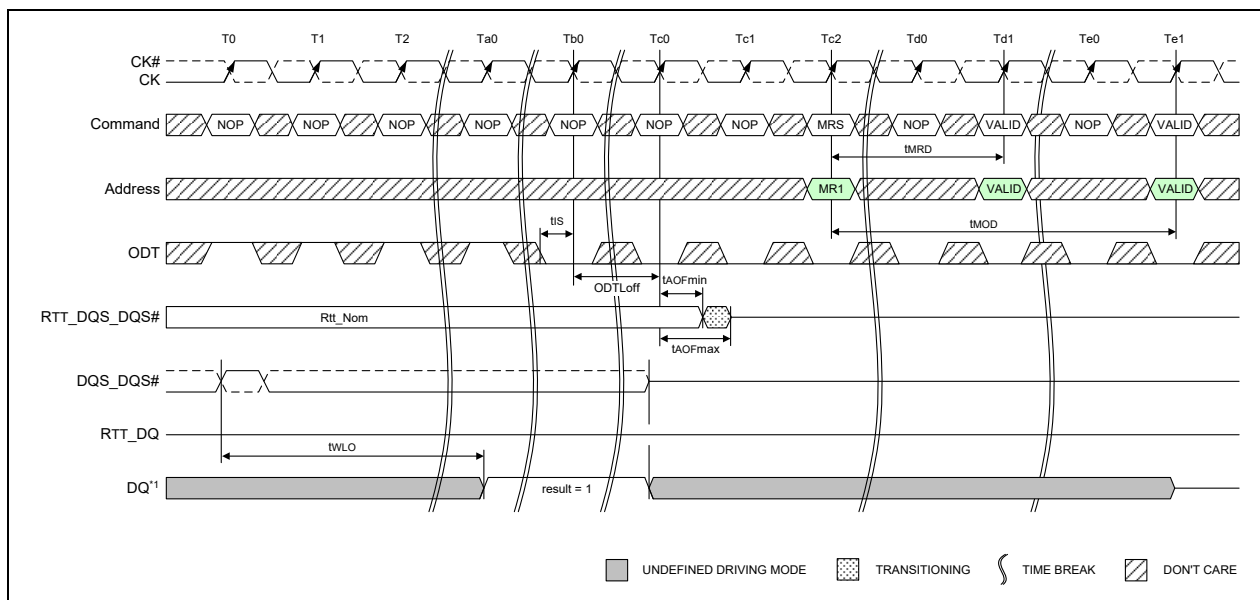 T0 T1 T2 Ta0 Tb0 Tc0 Tc1 Tc2 Td0 Td1 Te0 Te1
CK#
CK
Command NOP NOP NOP NOP NOP NOP NOP MRS NOP VALID NOP VALID
tMRD
Address MR1 VALID VALID
tIS tMOD
ODT
ODTLoff tAOFmin
RTT_DQS_DQS# Rtt_Nom
tAOFmax
DQS_DQS#
RTT_DQ
tWLO
DQ*1 result = 1
UNDEFINED DRIVING MODE TRANSITIONING TIME BREAK DON'T CARE